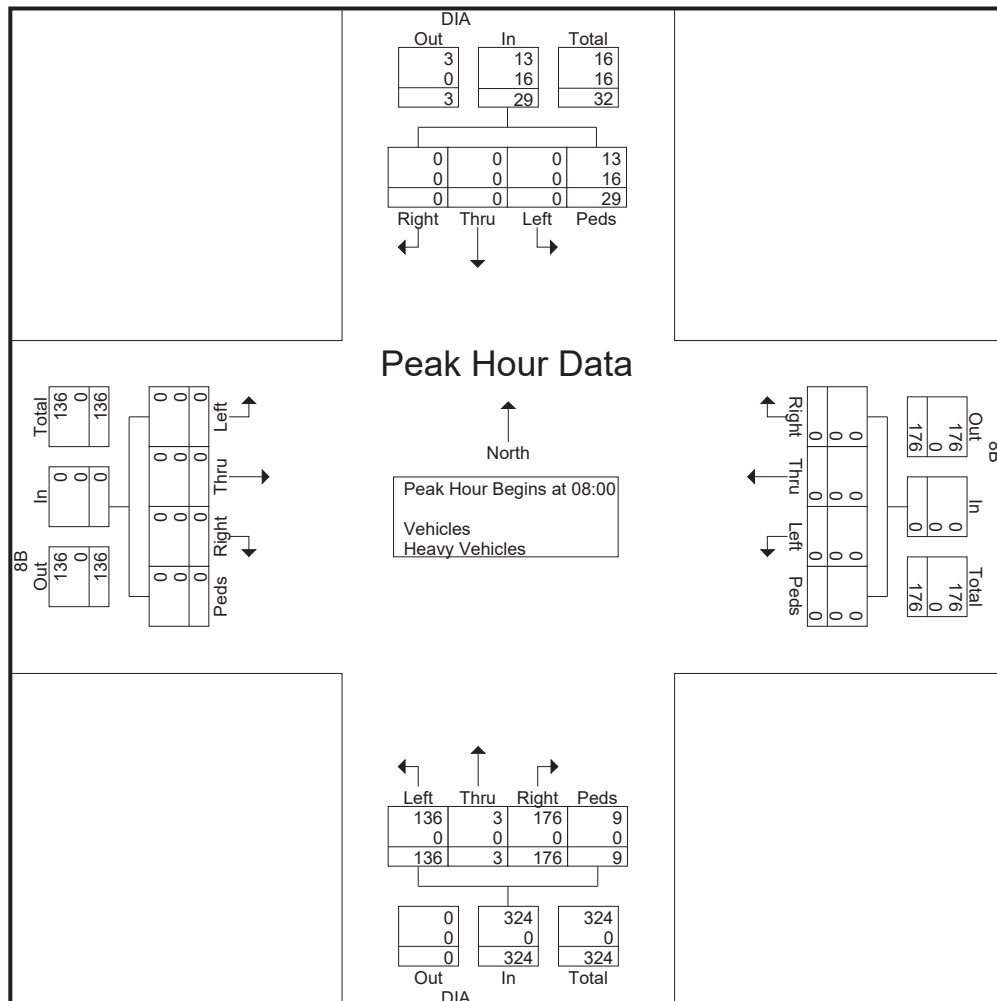 DIA
Out In Total
3 13 16
0 16 16
3 29 32
0 0 0 13
0 0 0 16
0 0 0 29
Right Thru Left Peds
Peak Hour Data
North
Peak Hour Begins at 08:00
Vehicles
Heavy Vehicles
8B
Out In Total
136 0 136
0 0 0
136 0 136
Left Thru Right Peds
0 0 0 0
0 0 0 0
0 0 0 0
8B
Out In Total
176 0 176
0 0 0
176 0 176
Right Thru Left Peds
0 0 0 0
0 0 0 0
0 0 0 0
Left Thru Right Peds
136 3 176 9
0 0 0 0
136 3 176 9
0 324 324
0 0 0
0 324 324
Out In Total
DIA